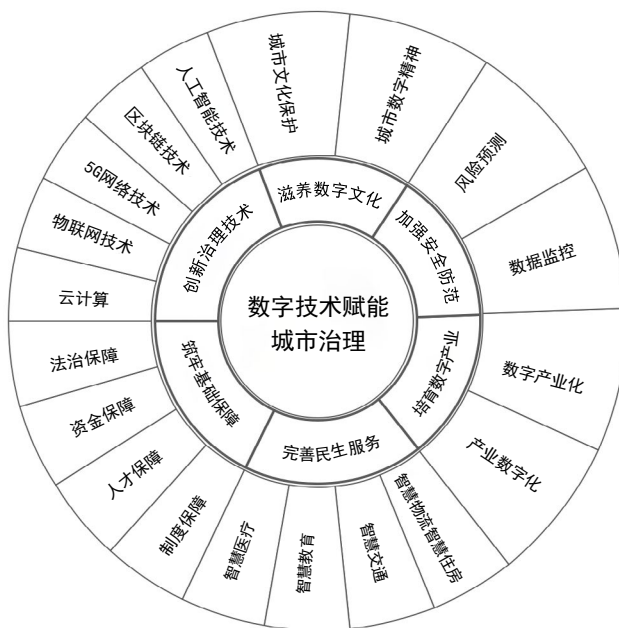 数字技术赋能
城市治理
滋养数字文化
加强安全防范
培育数字产业
完善民生服务
筑牢基础保障
创新治理技术
城市文化保护
城市数字精神
风险预测
数据监控
数字产业化
产业数字化
智慧物流智慧住房
智慧交通
智慧教育
智慧医疗
制度保障
人才保障
资金保障
法治保障
云计算
物联网技术
5G网络技术
区块链技术
人工智能技术